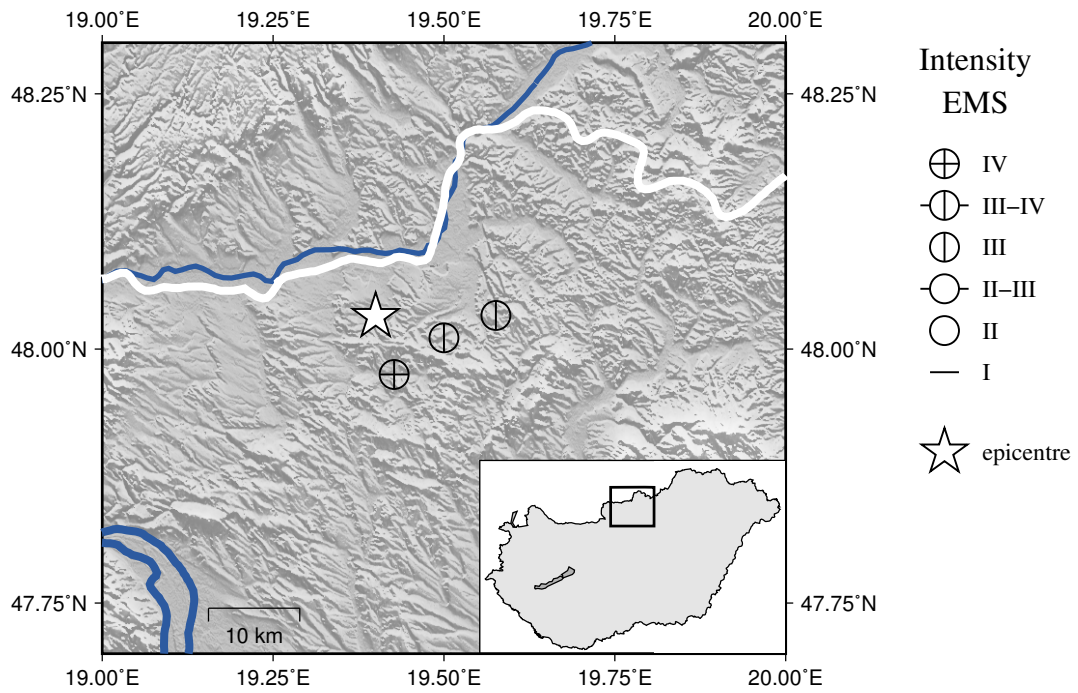 19.00˚E 19.25˚E 19.50˚E 19.75˚E 20.00˚E
48.25˚N 48.25˚N
48.00˚N 48.00˚N
47.75˚N 47.75˚N
10 km
19.00˚E 19.25˚E 19.50˚E 19.75˚E 20.00˚E
Intensity
EMS
IV
III–IV
III
II–III
II
I
epicentre